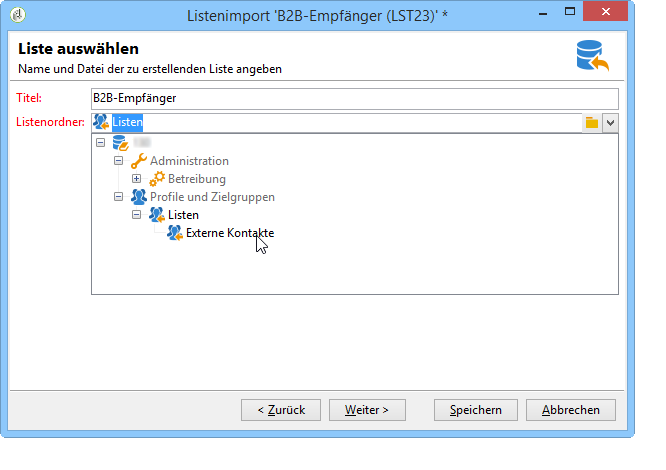 Listenimport 'B2B-Empfänger (LST23)' *
Liste auswählen
Name und Datei der zu erstellenden Liste angeben
Titel: B2B-Empfänger
Listenordner: Listen
Administration
Betreibung
Profile und Zielgruppen
Listen
Externe Kontakte
< Zurück Weiter > Speichern Abbrechen